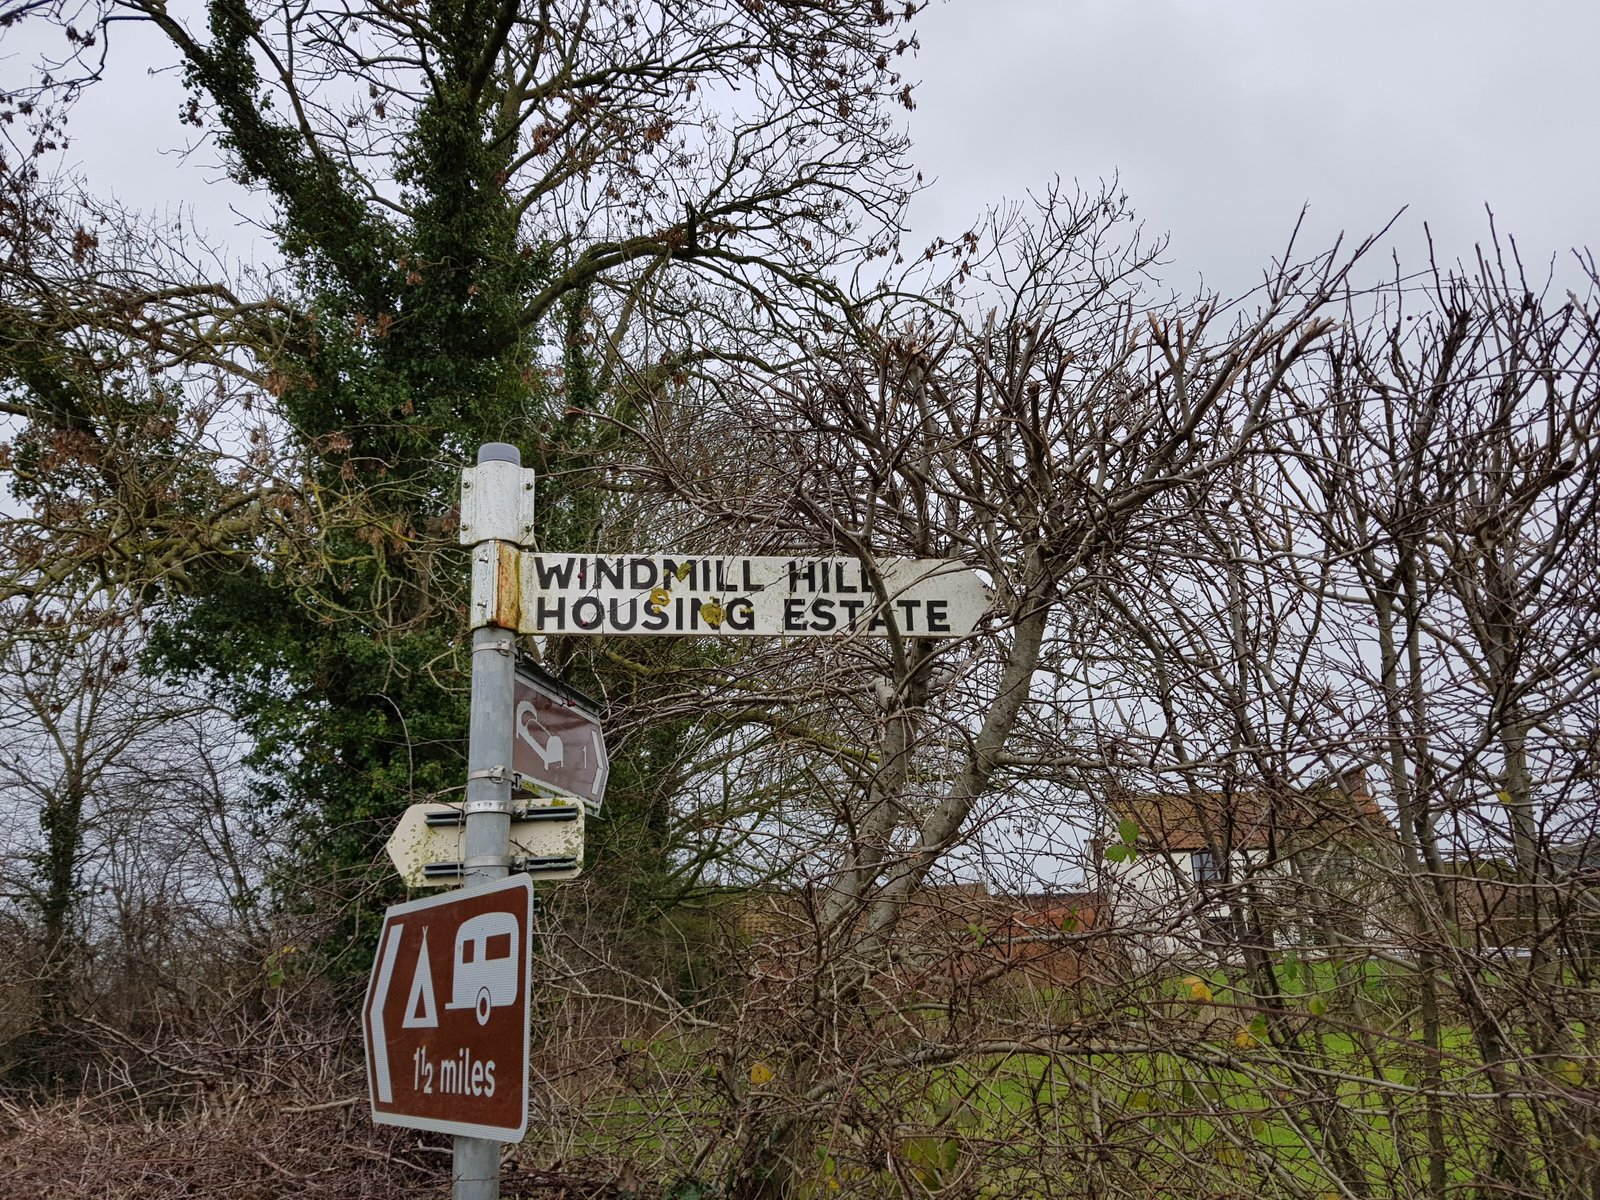 WINDMILL HILL
HOUSING ESTATE
1
1½ miles